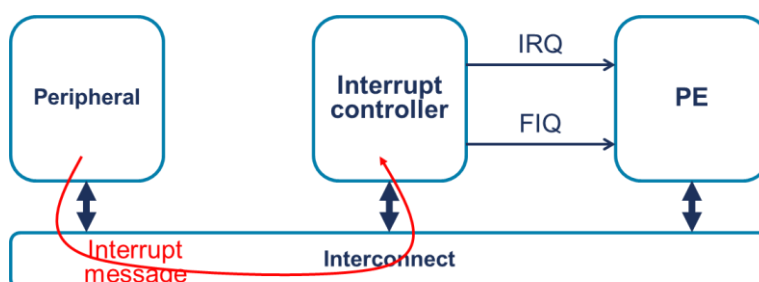 Peripheral
Interrupt
controller
IRQ
FIQ
PE
Interrupt
message
Interconnect